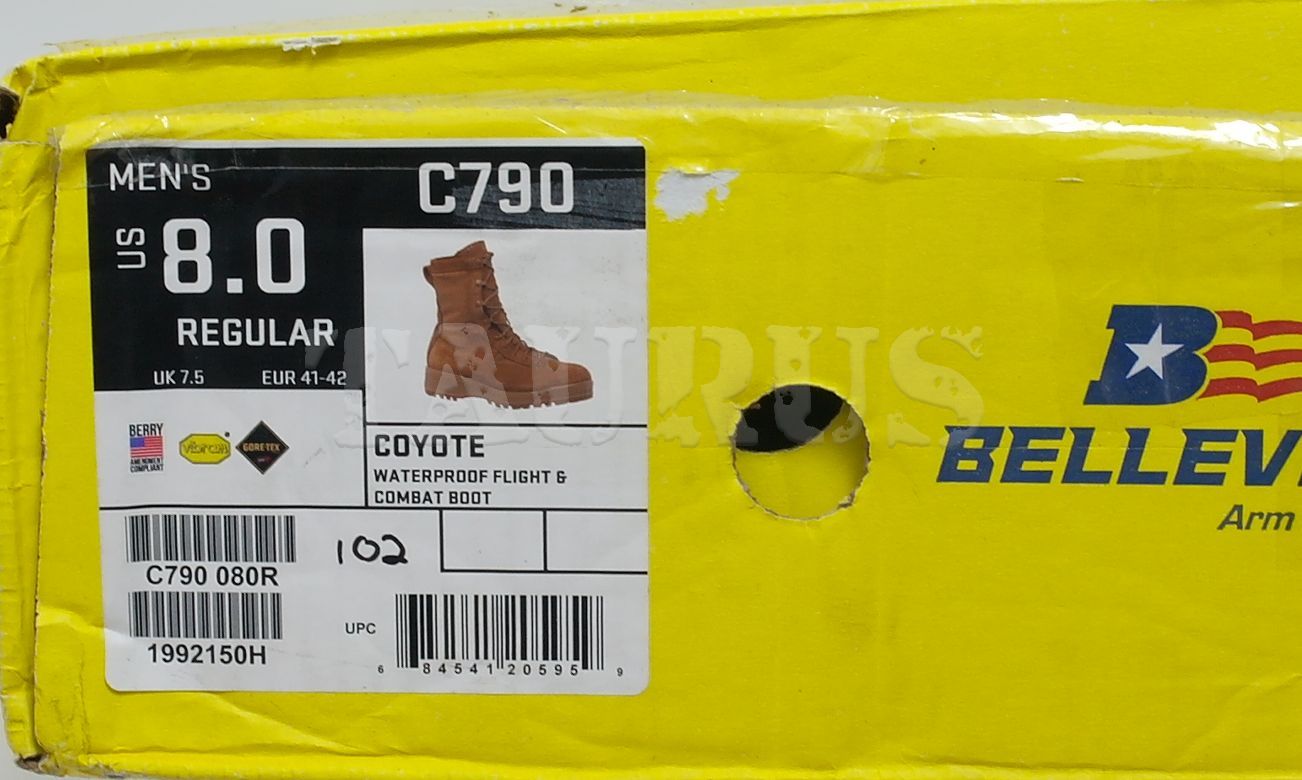 MEN'S
C790
US
8.0
REGULAR
UK 7.5 EUR 41-42
BERRY
AMENDMENT
COMPLIANT
vibram
GORE-TEX
COYOTE
WATERPROOF FLIGHT &
COMBAT BOOT
C790 080R
102
1992150H
UPC
6 84541 20595 9
TAURUS
B
BELLEV
Arm